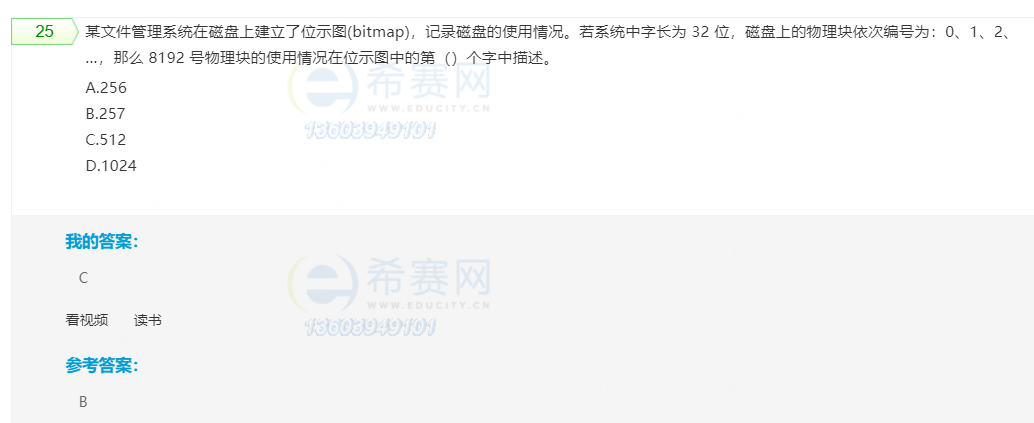 25
某文件管理系统在磁盘上建立了位示图(bitmap)，记录磁盘的使用情况。若系统中字长为 32 位，磁盘上的物理块依次编号为：0、1、2、
…，那么 8192 号物理块的使用情况在位示图中的第（）个字中描述。
A.256
B.257
C.512
D.1024
希赛网
WWW.EDUCITY.CN
13603949101
我的答案：
C
希赛网
WWW.EDUCITY.CN
13603949101
看视频 读书
参考答案：
B